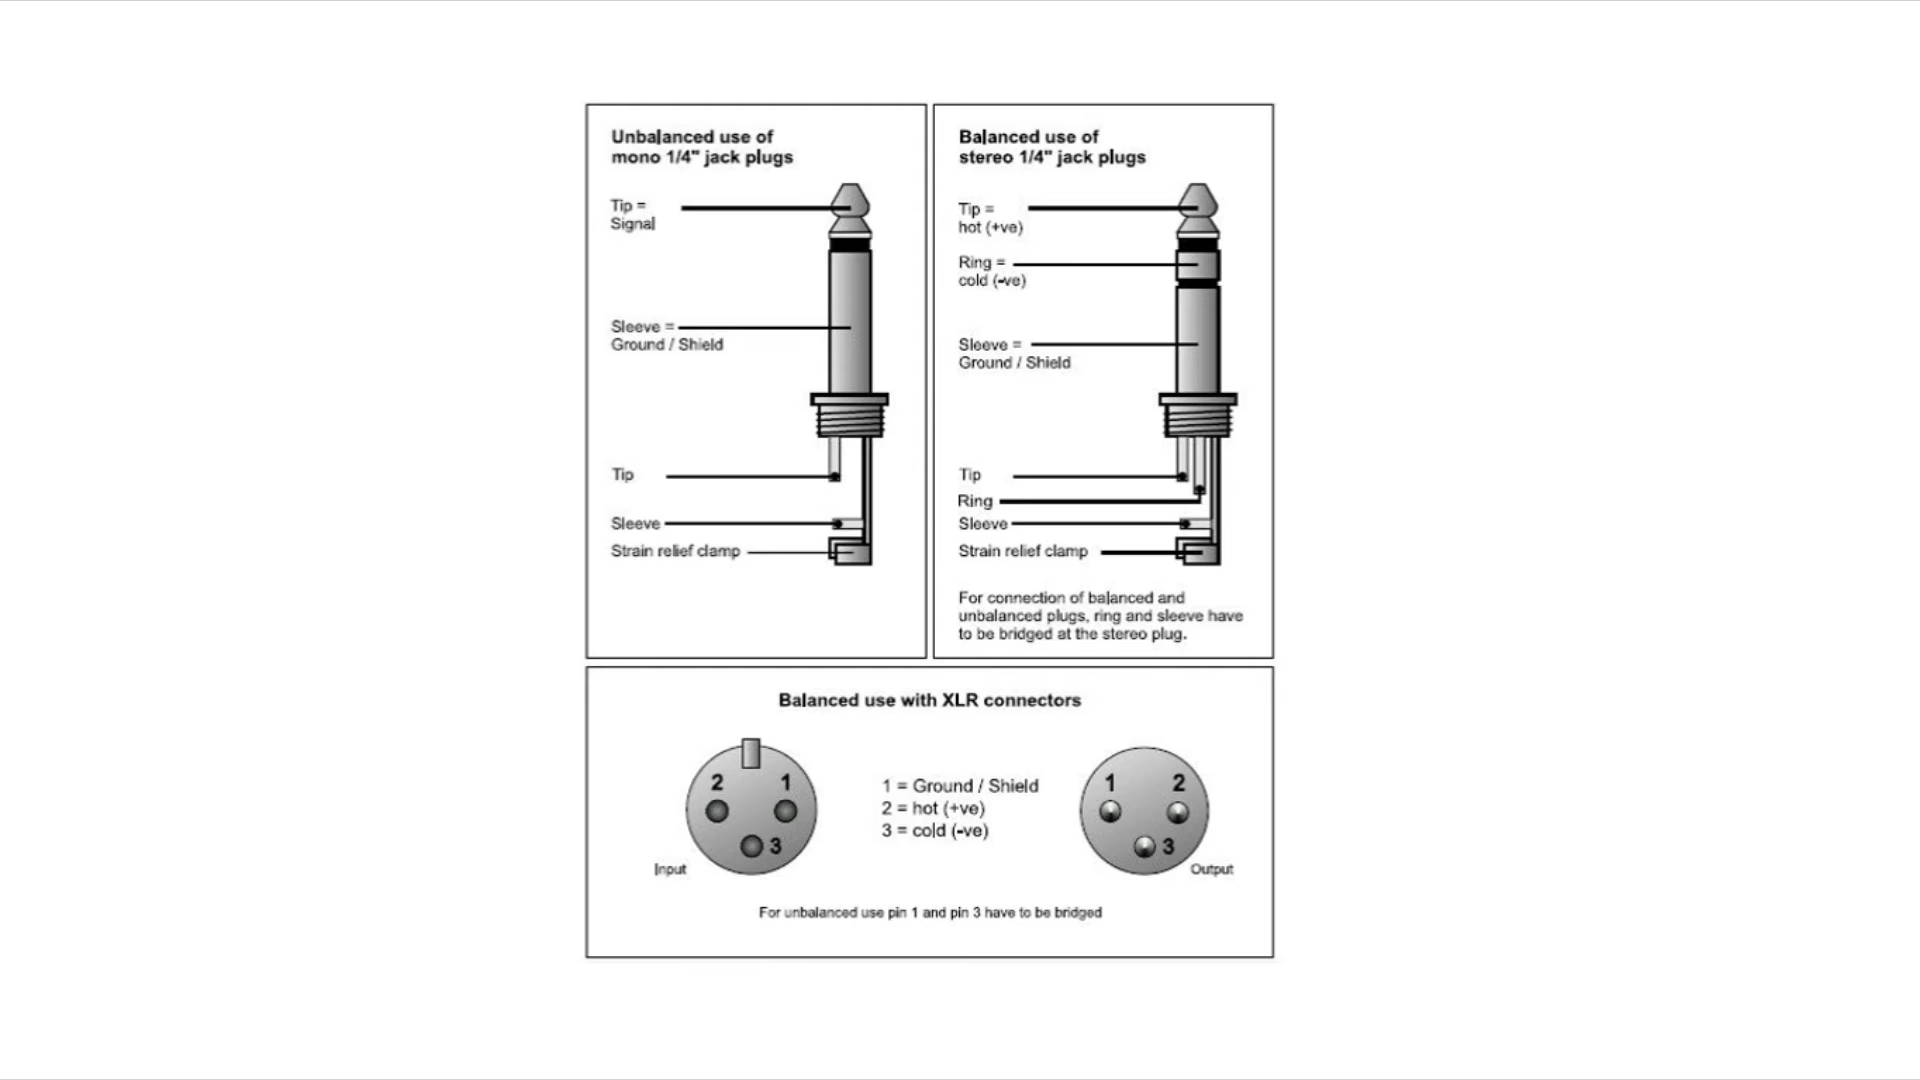 Unbalanced use of
mono 1/4" jack plugs
Tip =
Signal
Sleeve =
Ground / Shield
Tip
Sleeve
Strain relief clamp
Balanced use of
stereo 1/4" jack plugs
Tip =
hot (+ve)
Ring =
cold (-ve)
Sleeve =
Ground / Shield
Tip
Ring
Sleeve
Strain relief clamp
For connection of balanced and
unbalanced plugs, ring and sleeve have
to be bridged at the stereo plug.
Balanced use with XLR connectors
2 1
3
Input
1 = Ground / Shield
2 = hot (+ve)
3 = cold (-ve)
1 2
3
Output
For unbalanced use pin 1 and pin 3 have to be bridged